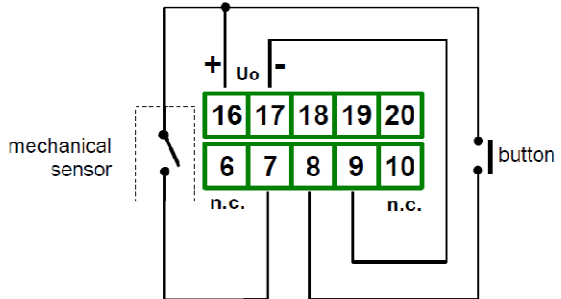 + Uo -
16 17 18 19 20
mechanical
sensor
6 7 8 9 10
button
n.c. n.c.